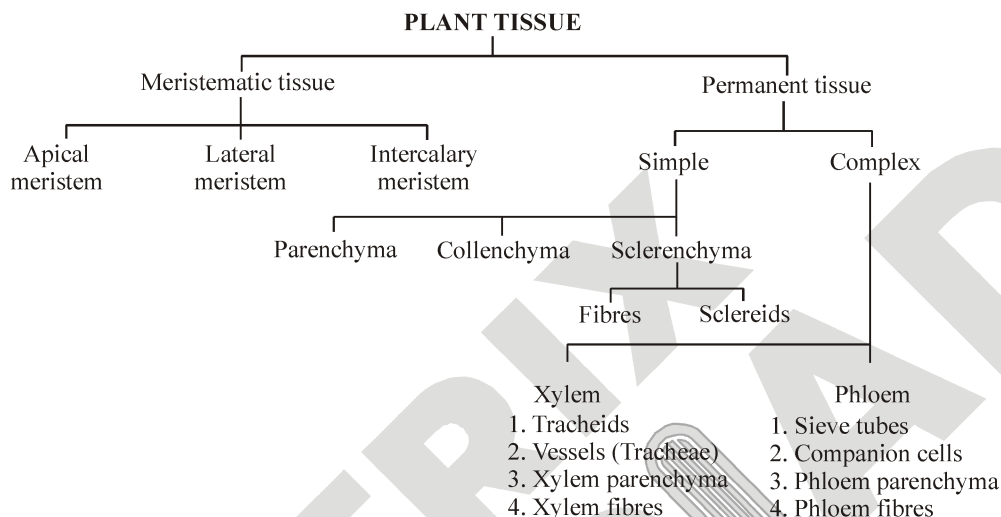 PLANT TISSUE
Meristematic tissue
Permanent tissue
Apical
meristem
Lateral
meristem
Intercalary
meristem
Simple
Complex
Parenchyma
Collenchyma
Sclerenchyma
Fibres
Sclereids
Xylem
1. Tracheids
2. Vessels (Tracheae)
3. Xylem parenchyma
4. Xylem fibres
Phloem
1. Sieve tubes
2. Companion cells
3. Phloem parenchyma
4. Phloem fibres